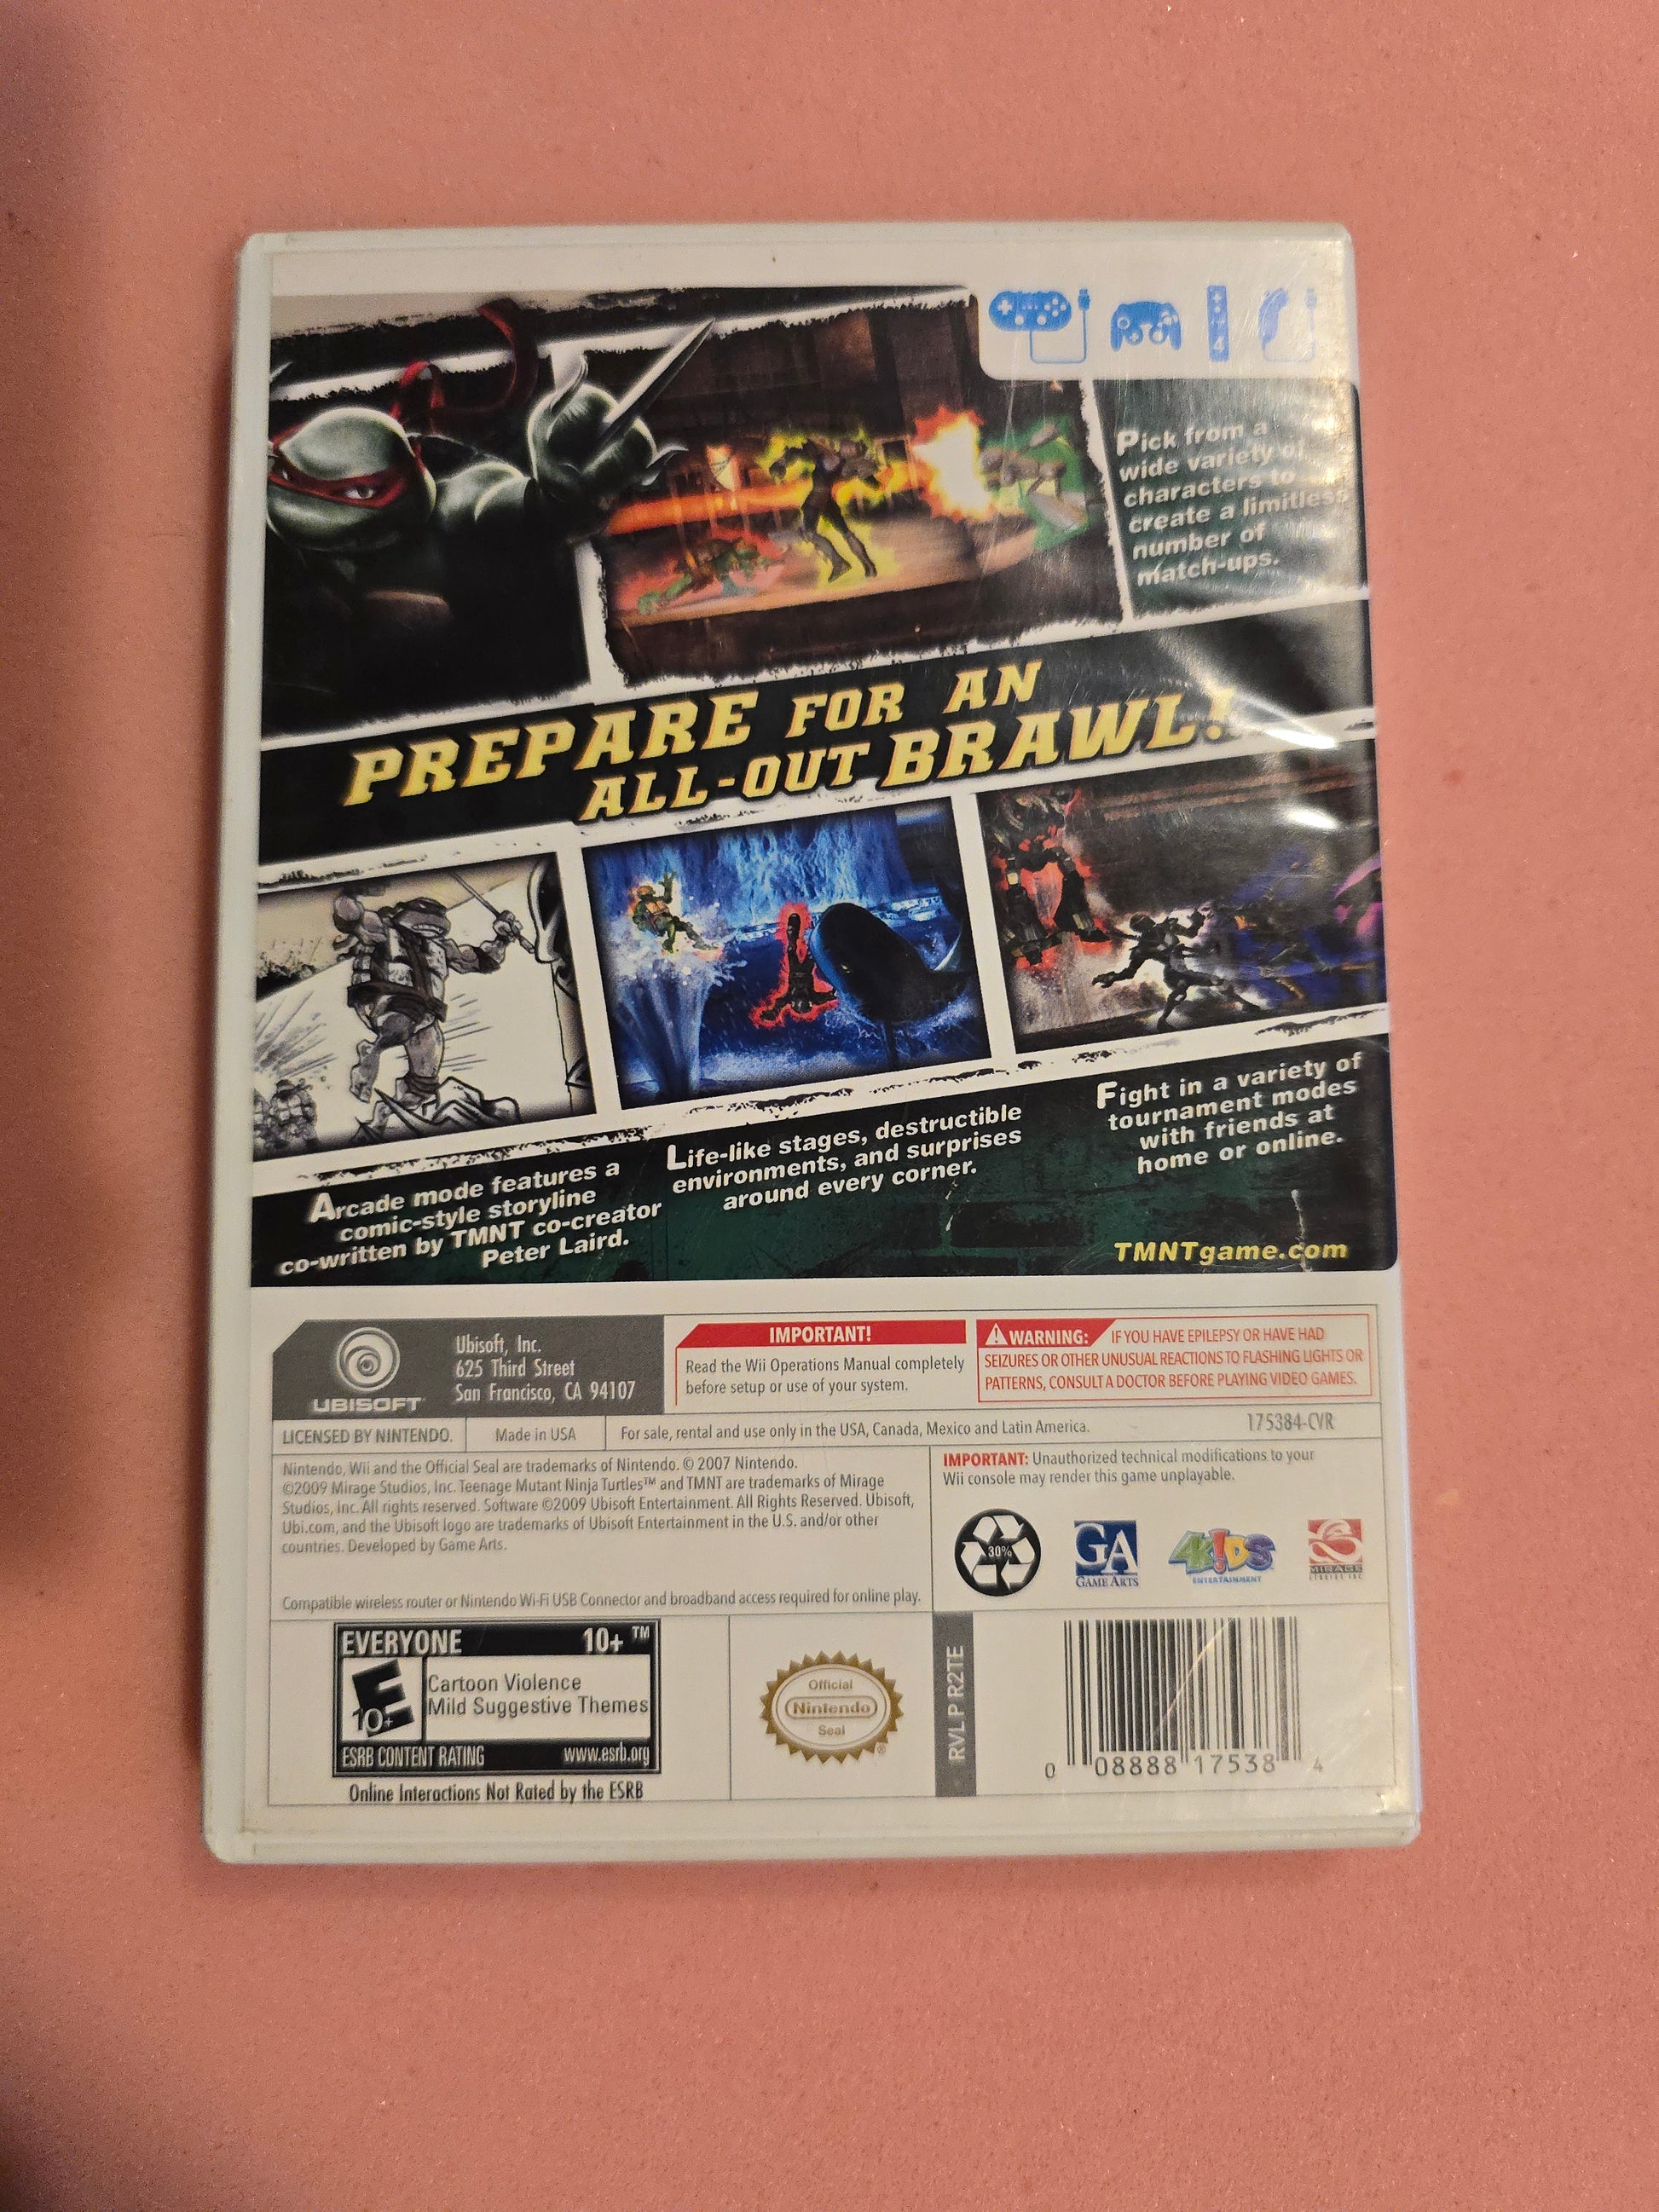 4
Pick from a
wide variety of
characters to
create a limitless
number of
match-ups.
PREPARE FOR AN
ALL-OUT BRAWL!
Arcade mode features a
comic-style storyline
co-written by TMNT co-creator
Peter Laird.
Life-like stages, destructible
environments, and surprises
around every corner.
Fight in a variety of
tournament modes
with friends at
home or online.
TMNTgame.com
UBISOFT
Ubisoft, Inc.
625 Third Street
San Francisco, CA 94107
IMPORTANT!
Read the Wii Operations Manual completely
before setup or use of your system.
WARNING: IF YOU HAVE EPILEPSY OR HAVE HAD
SEIZURES OR OTHER UNUSUAL REACTIONS TO FLASHING LIGHTS OR
PATTERNS, CONSULT A DOCTOR BEFORE PLAYING VIDEO GAMES.
LICENSED BY NINTENDO.
Made in USA
For sale, rental and use only in the USA, Canada, Mexico and Latin America.
175384-CVR
Nintendo, Wii and the Official Seal are trademarks of Nintendo. © 2007 Nintendo.
©2009 Mirage Studios, Inc. Teenage Mutant Ninja Turtles™ and TMNT are trademarks of Mirage
Studios, Inc. All rights reserved. Software ©2009 Ubisoft Entertainment. All Rights Reserved. Ubisoft,
Ubi.com, and the Ubisoft logo are trademarks of Ubisoft Entertainment in the U.S. and/or other
countries. Developed by Game Arts.
Compatible wireless router or Nintendo Wi-Fi USB Connector and broadband access required for online play.
IMPORTANT: Unauthorized technical modifications to your
Wii console may render this game unplayable.
30%
GA
GAME ARTS
4K!DS
ENTERTAINMENT
MIRAGE
STUDIOS INC
EVERYONE 10+ ™
E
10+
Cartoon Violence
Mild Suggestive Themes
ESRB CONTENT RATING www.esrb.org
Online Interactions Not Rated by the ESRB
Official
Nintendo
Seal
®
RVL P R2TE
0 08888 17538 4